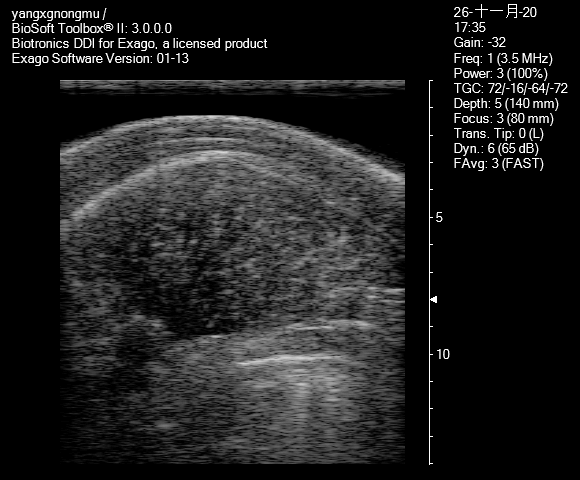 yangxgnongmu /
BioSoft Toolbox® II: 3.0.0.0
Biotronics DDI for Exago, a licensed product
Exago Software Version: 01-13
26-十一月-20
17:35
Gain: -32
Freq: 1 (3.5 MHz)
Power: 3 (100%)
TGC: 72/-16/-64/-72
Depth: 5 (140 mm)
Focus: 3 (80 mm)
Trans. Tip: 0 (L)
Dyn.: 6 (65 dB)
FAvg: 3 (FAST)
5
10